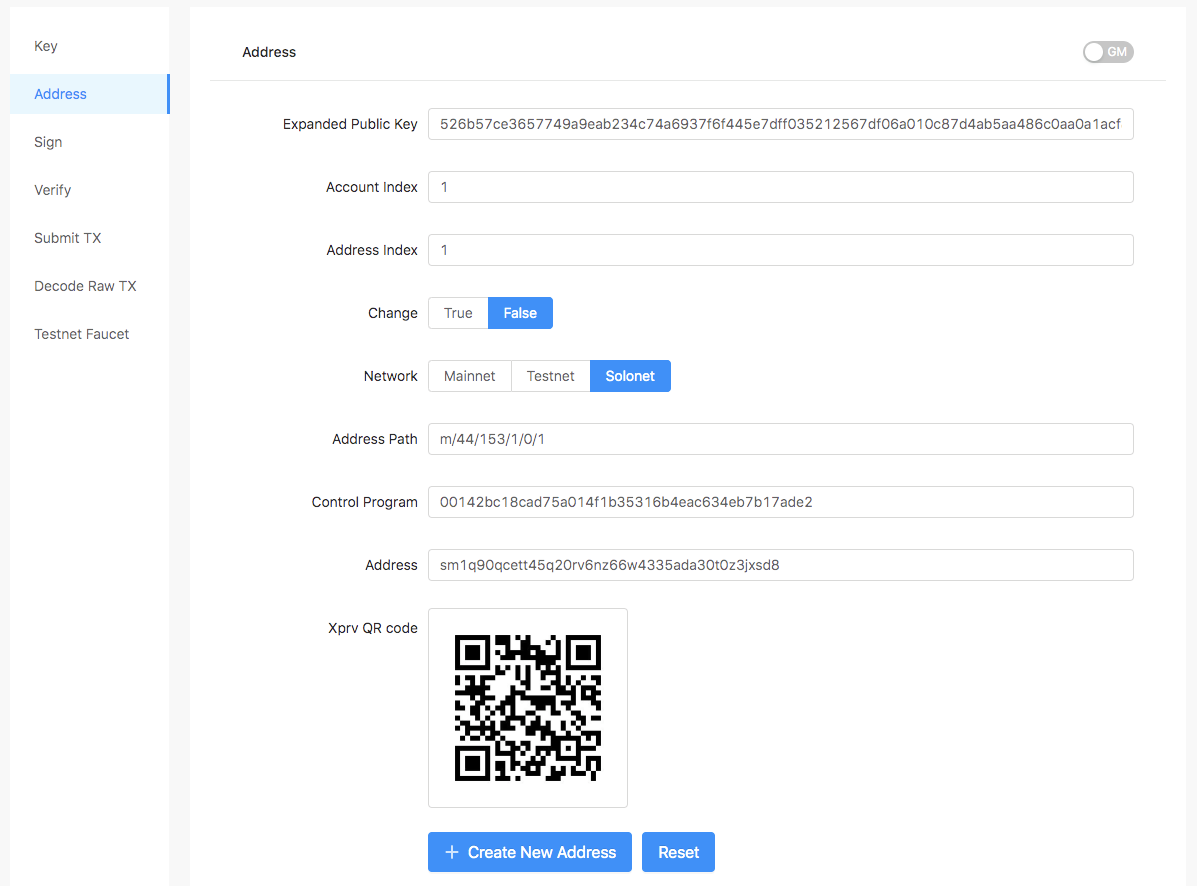 Key
Address
Sign
Verify
Submit TX
Decode Raw TX
Testnet Faucet
Address
GM
Expanded Public Key 526b57ce3657749a9eab234c74a6937f6f445e7dff035212567df06a010c87d4ab5aa486c0aa0a1acf
Account Index 1
Address Index 1
Change True False
Network Mainnet Testnet Solonet
Address Path m/44/153/1/0/1
Control Program 00142bc18cad75a014f1b35316b4eac634eb7b17ade2
Address sm1q90qcett45q20rv6nz66w4335ada30t0z3jxsd8
Xprv QR code
+ Create New Address Reset